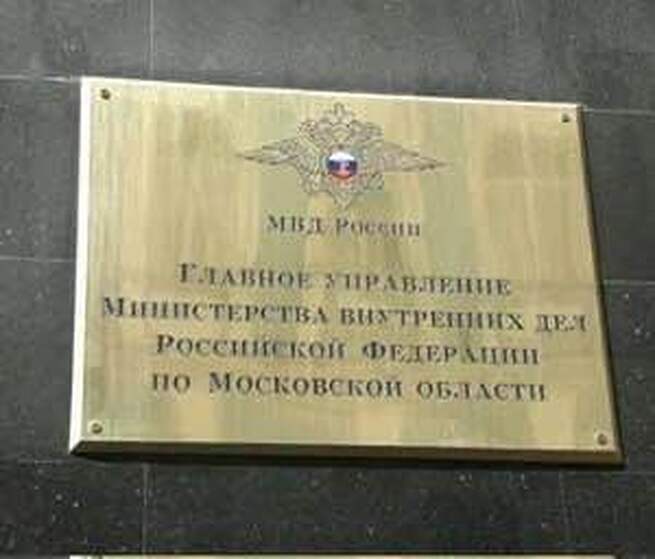 МВД РОССИИ
ГЛАВНОЕ УПРАВЛЕНИЕ
МИНИСТЕРСТВА ВНУТРЕННИХ ДЕЛ
РОССИЙСКОЙ ФЕДЕРАЦИИ
ПО МОСКОВСКОЙ ОБЛАСТИ